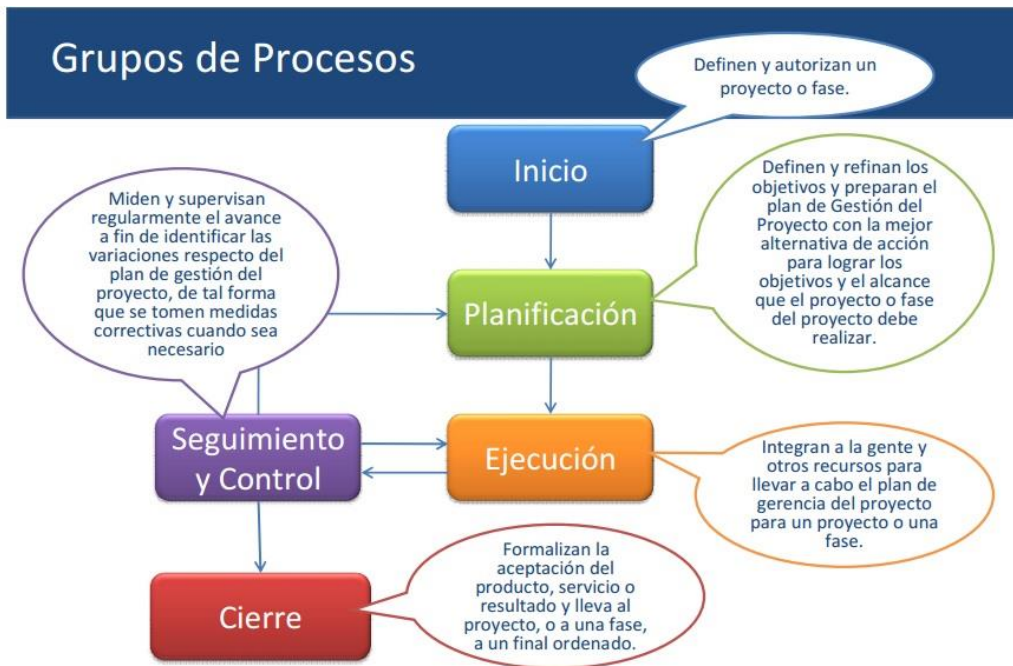 Grupos de Procesos
Definen y autorizan un
proyecto o fase.
Inicio
Definen y refinan los
objetivos y preparan el
plan de Gestión del
Proyecto con la mejor
alternativa de acción
para lograr los
objetivos y el alcance
que el proyecto o fase
del proyecto debe
realizar.
Miden y supervisan
regularmente el avance
a fin de identificar las
variaciones respecto del
plan de gestión del
proyecto, de tal forma
que se tomen medidas
correctivas cuando sea
necesario
Planificación
Seguimiento
y Control
Ejecución
Integran a la gente y
otros recursos para
llevar a cabo el plan de
gerencia del proyecto
para un proyecto o una
fase.
Formalizan la
aceptación del
producto, servicio o
resultado y lleva al
proyecto, o a una fase,
a un final ordenado.
Cierre